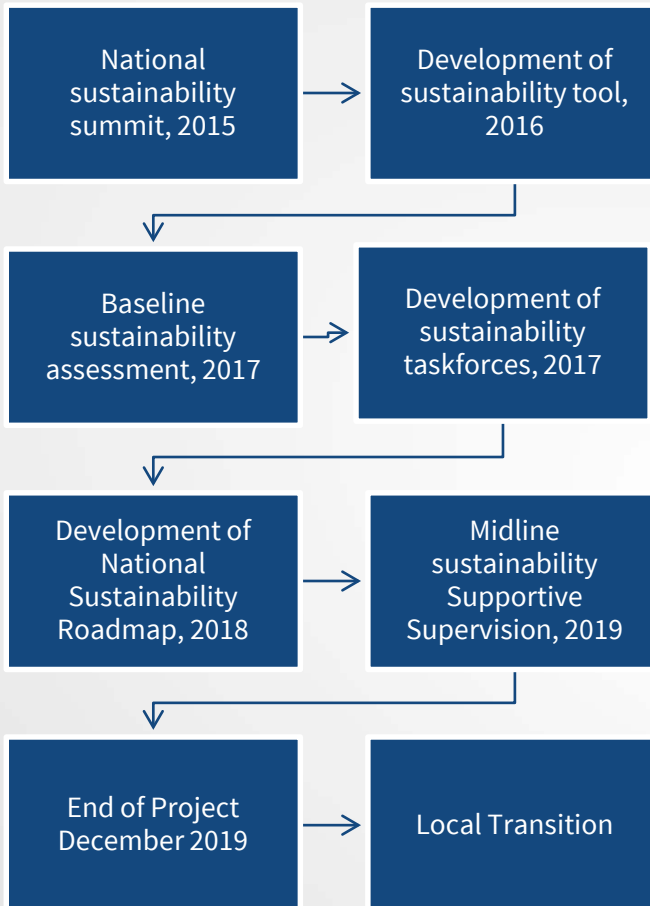 National
sustainability
summit, 2015
Development of
sustainability tool,
2016
Baseline
sustainability
assessment, 2017
Development of
sustainability
taskforces, 2017
Development of
National
Sustainability
Roadmap, 2018
Midline
sustainability
Supportive
Supervision, 2019
End of Project
December 2019
Local Transition